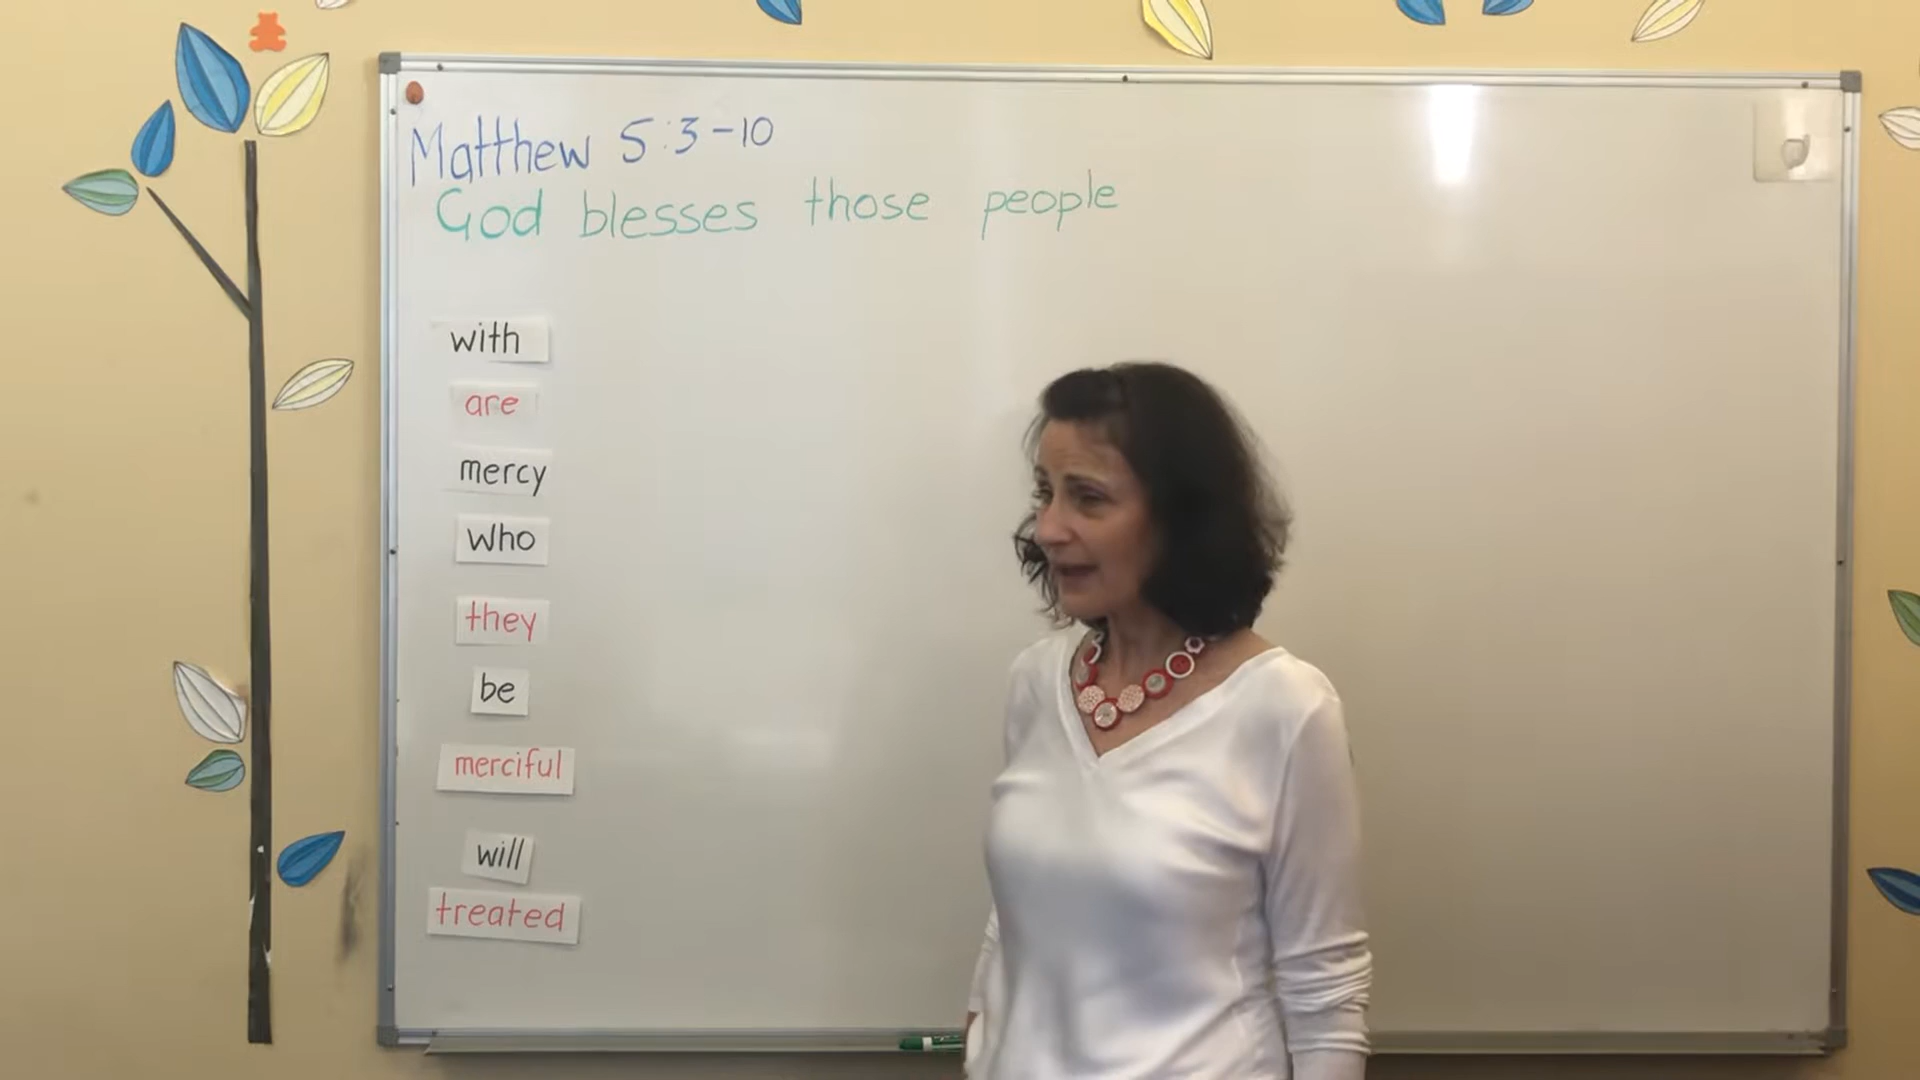 Matthew 5:3-10
God blesses those people
with
are
mercy
who
they
be
merciful
will
treated